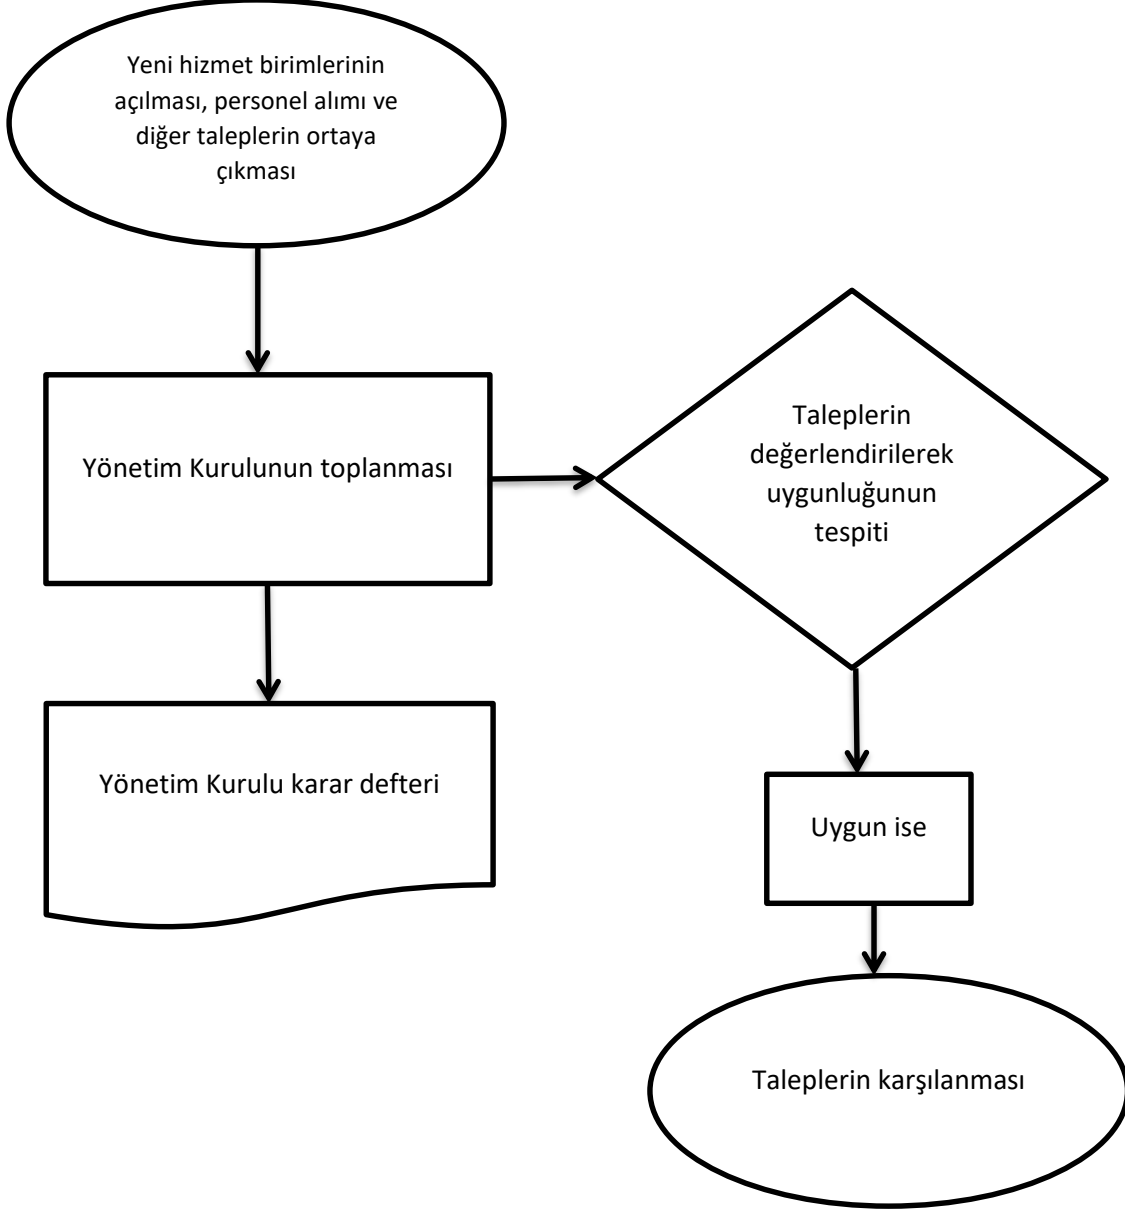 Yeni hizmet birimlerinin
açılması, personel alımı ve
diğer taleplerin ortaya
çıkması
Yönetim Kurulunun toplanması
Taleplerin
değerlendirilerek
uygunluğunun
tespiti
Yönetim Kurulu karar defteri
Uygun ise
Taleplerin karşılanması